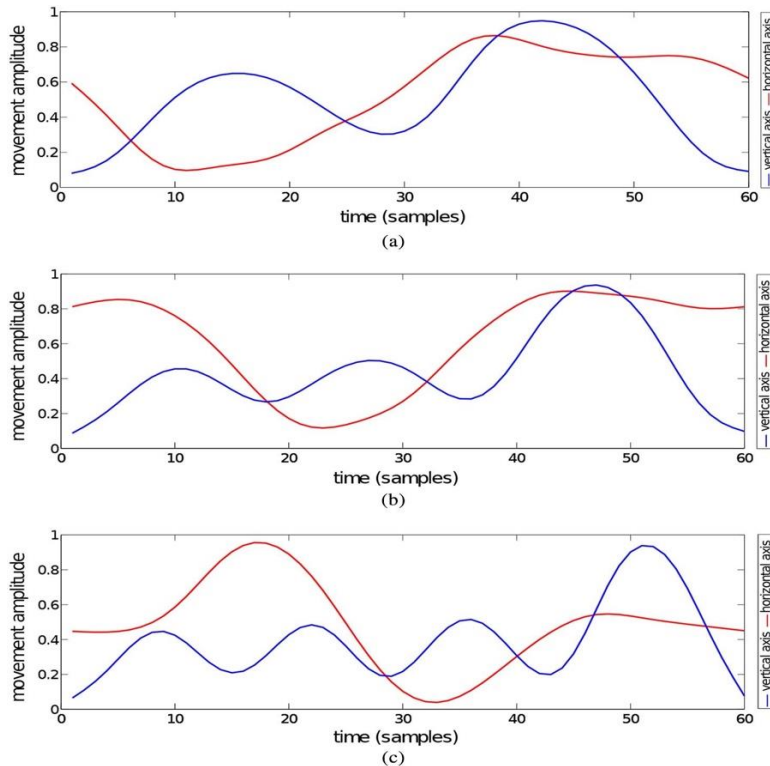 movement amplitude
1
0.8
0.6
0.4
0.2
0
0 10 20 30 40 50 60
time (samples)
vertical axis horizontal axis
(a)
movement amplitude
1
0.8
0.6
0.4
0.2
0
0 10 20 30 40 50 60
time (samples)
vertical axis horizontal axis
(b)
movement amplitude
1
0.8
0.6
0.4
0.2
0
0 10 20 30 40 50 60
time (samples)
vertical axis horizontal axis
(c)